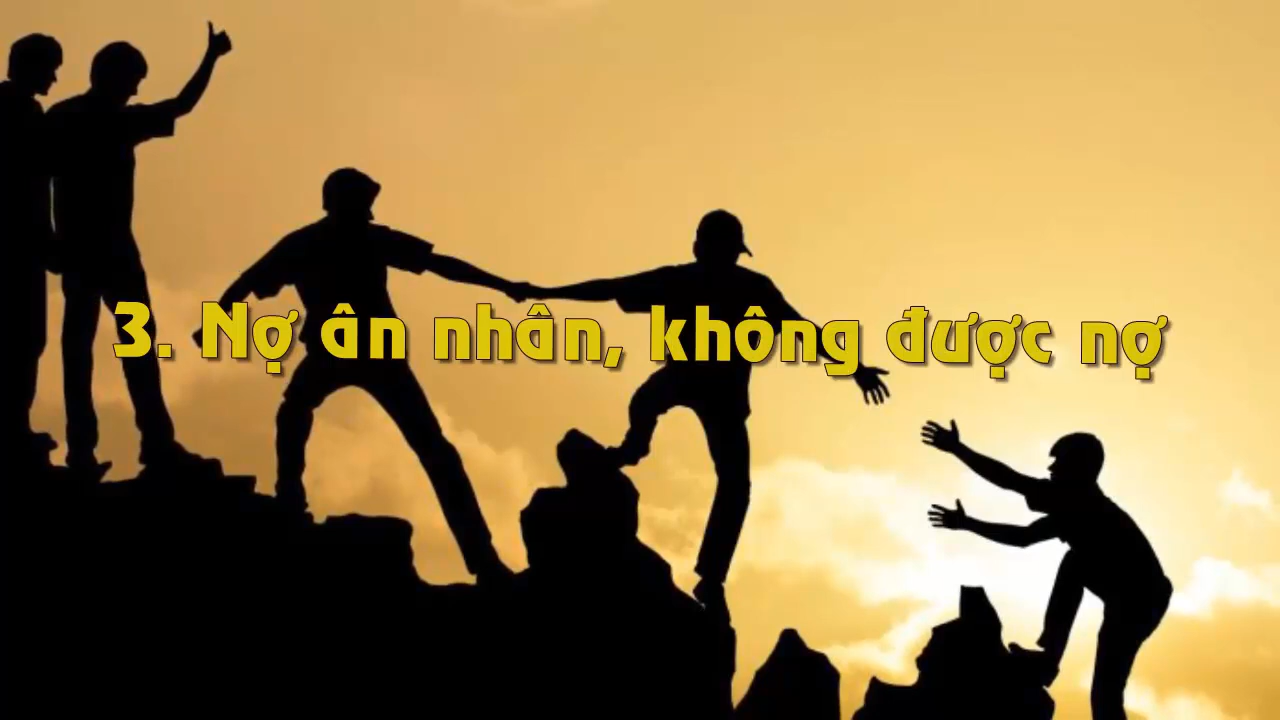 3. Nợ ân nhân, không được nợ